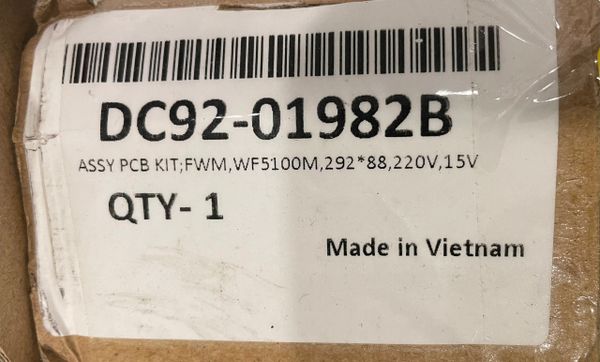 DC92-01982B
ASSY PCB KIT;FWM,WF5100M,292*88,220V,15V
QTY- 1
Made in Vietnam